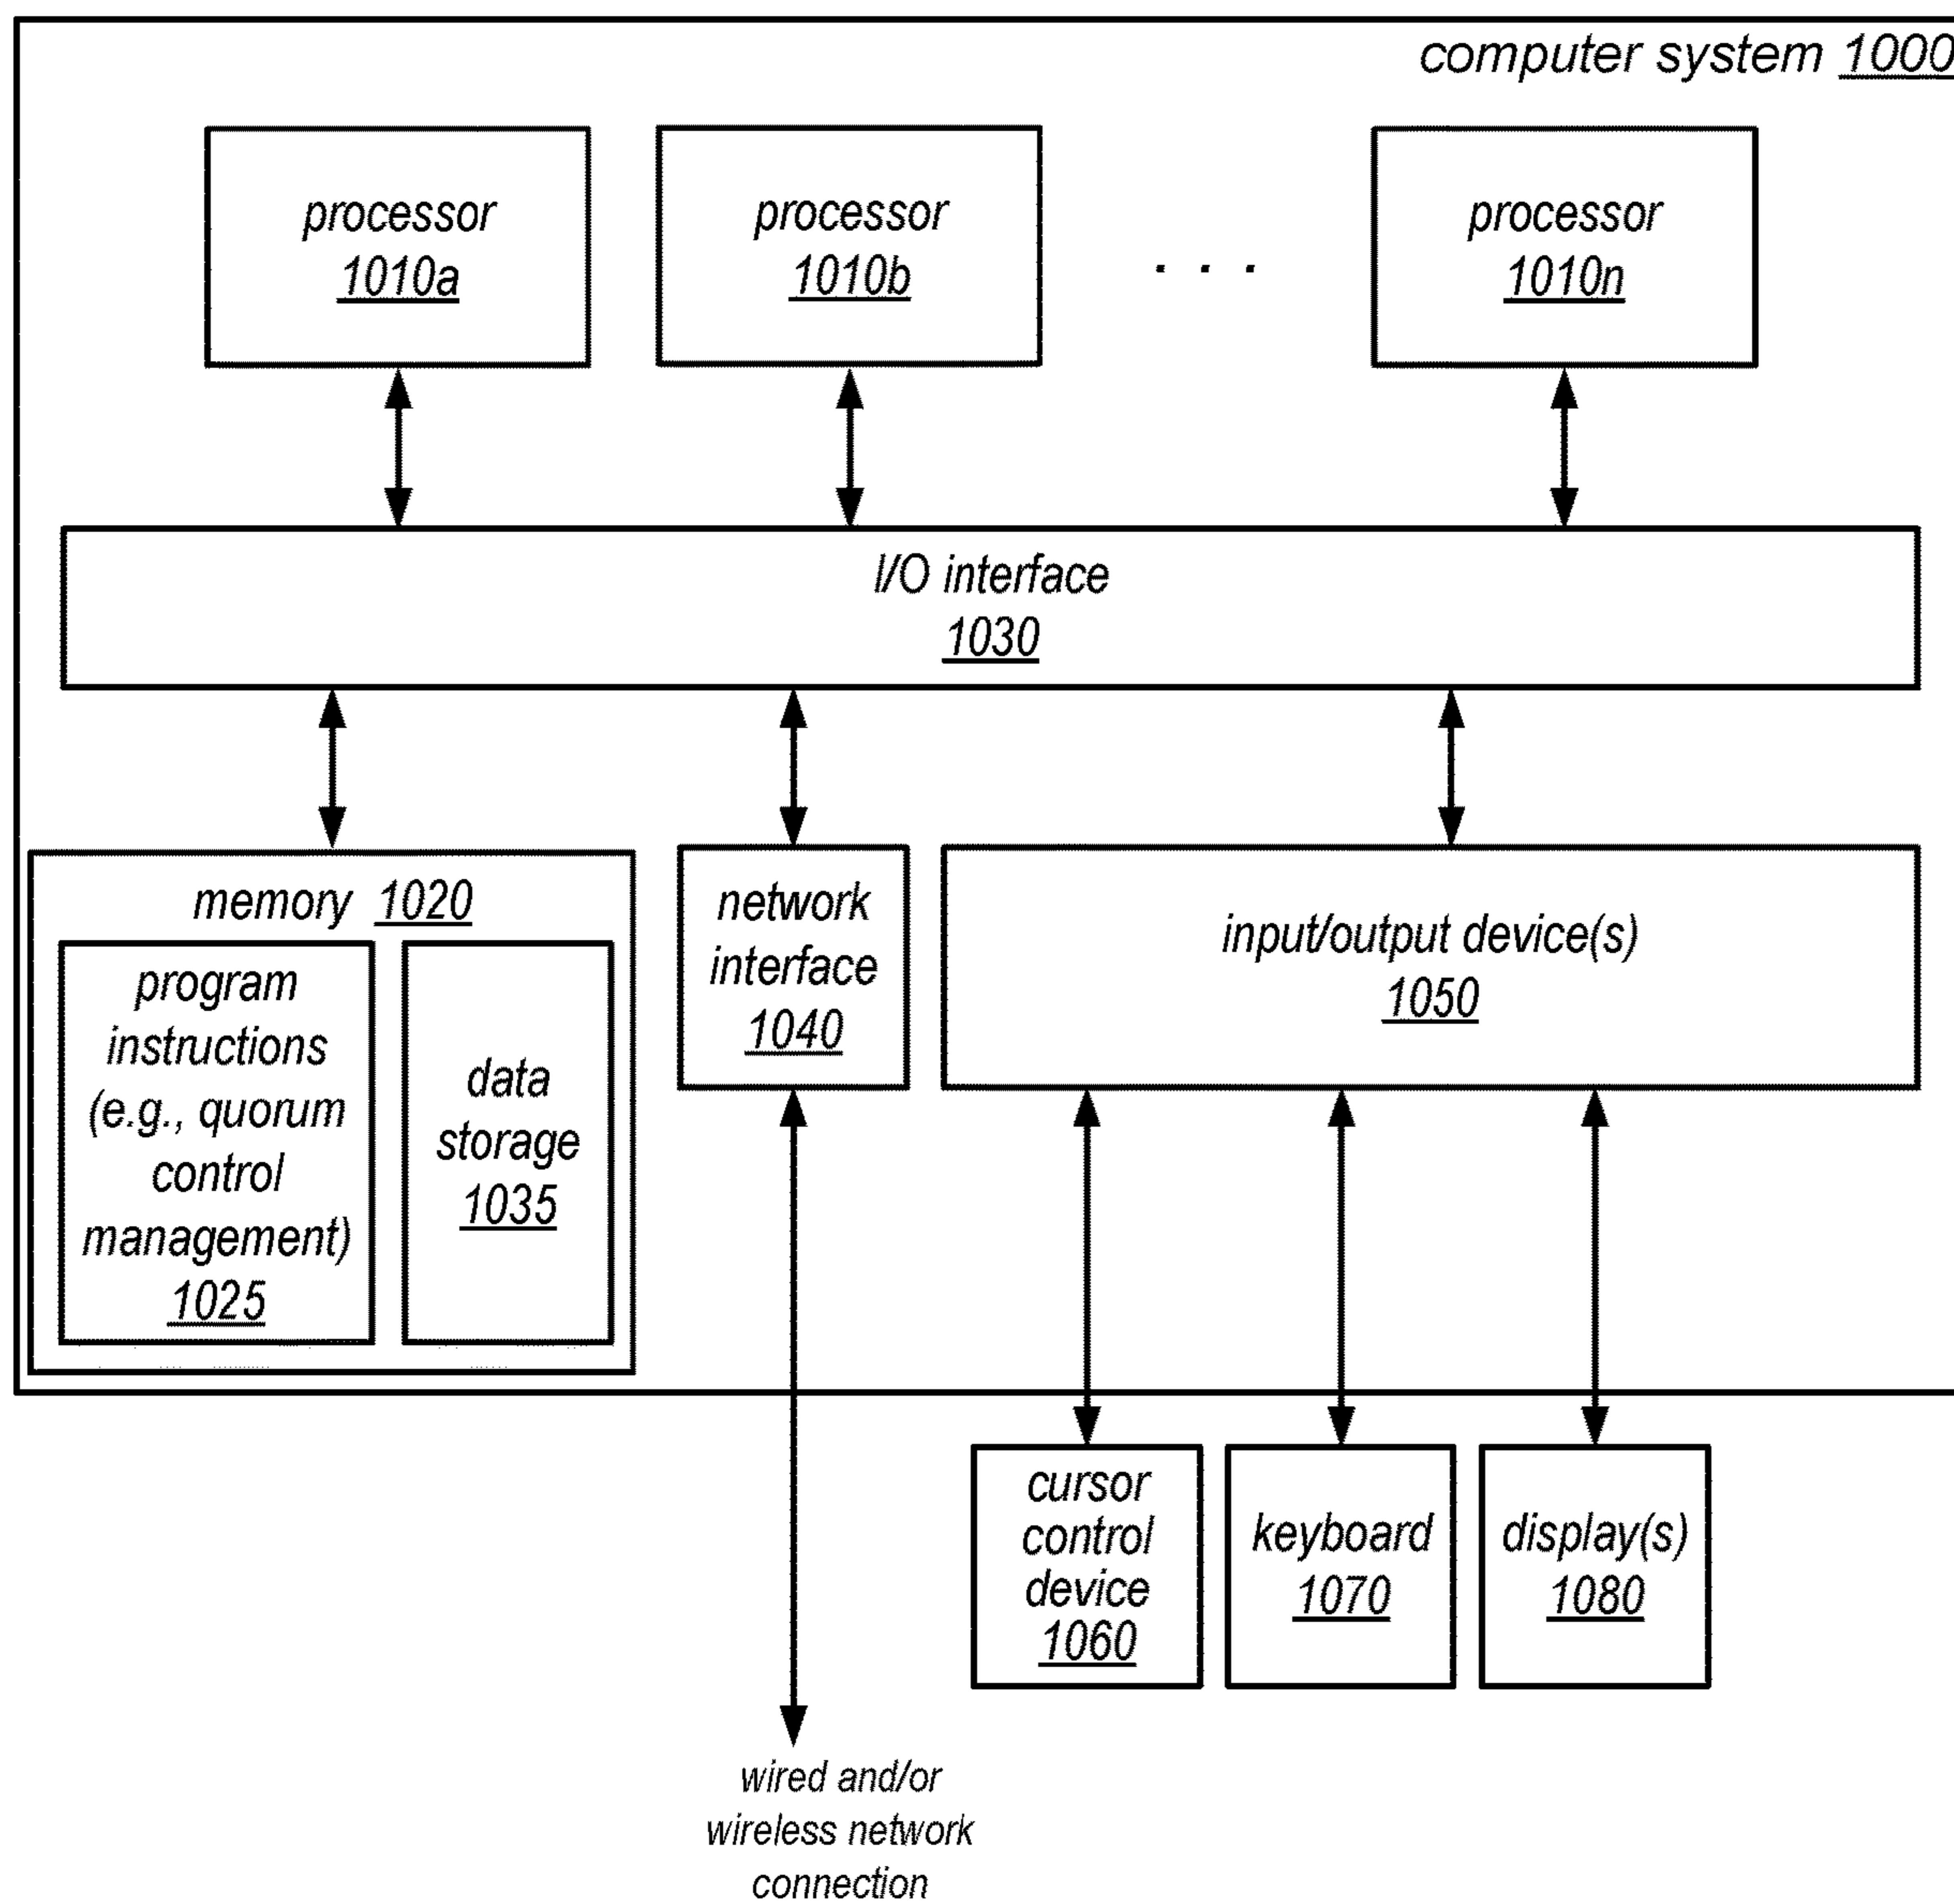 computer system 1000
processor
1010a
processor
1010b
. . .
processor
1010n
I/O interface
1030
memory 1020
program
instructions
(e.g., quorum
control
management)
1025
data
storage
1035
network
interface
1040
input/output device(s)
1050
cursor
control
device
1060
keyboard
1070
display(s)
1080
wired and/or
wireless network
connection